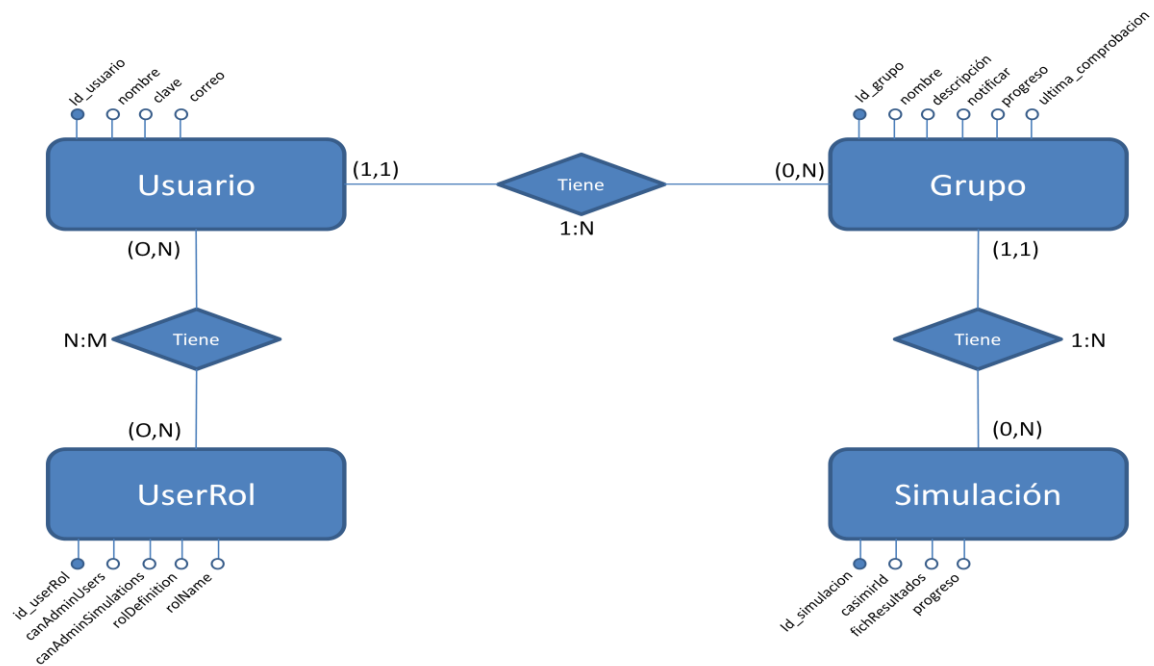 Id_usuario
nombre
clave
correo
Id_grupo
nombre
descripción
notificar
progreso
ultima_comprobacion
Usuario
(1,1)
Tiene
1:N
(0,N)
Grupo
(O,N)
(1,1)
N:M
Tiene
Tiene
1:N
(O,N)
(0,N)
UserRol
Simulación
id_userRol
canAdminUsers
canAdminSimulations
rolDefinition
rolName
Id_simulacion
casimirId
fichResultados
progreso